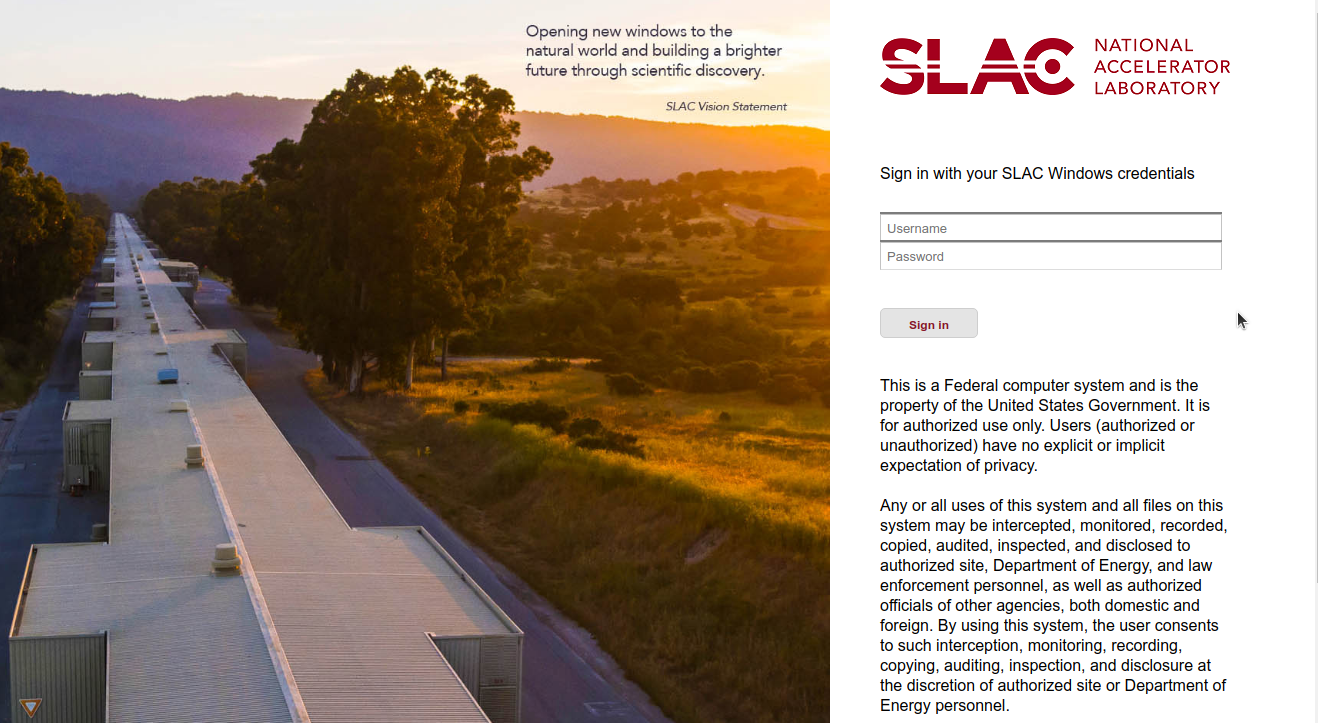 Opening new windows to the
natural world and building a brighter
future through scientific discovery.
SLAC Vision Statement
SLAC NATIONAL
ACCELERATOR
LABORATORY
Sign in with your SLAC Windows credentials
Username
Password
Sign in
This is a Federal computer system and is the
property of the United States Government. It is
for authorized use only. Users (authorized or
unauthorized) have no explicit or implicit
expectation of privacy.
Any or all uses of this system and all files on this
system may be intercepted, monitored, recorded,
copied, audited, inspected, and disclosed to
authorized site, Department of Energy, and law
enforcement personnel, as well as authorized
officials of other agencies, both domestic and
foreign. By using this system, the user consents
to such interception, monitoring, recording,
copying, auditing, inspection, and disclosure at
the discretion of authorized site or Department of
Energy personnel.